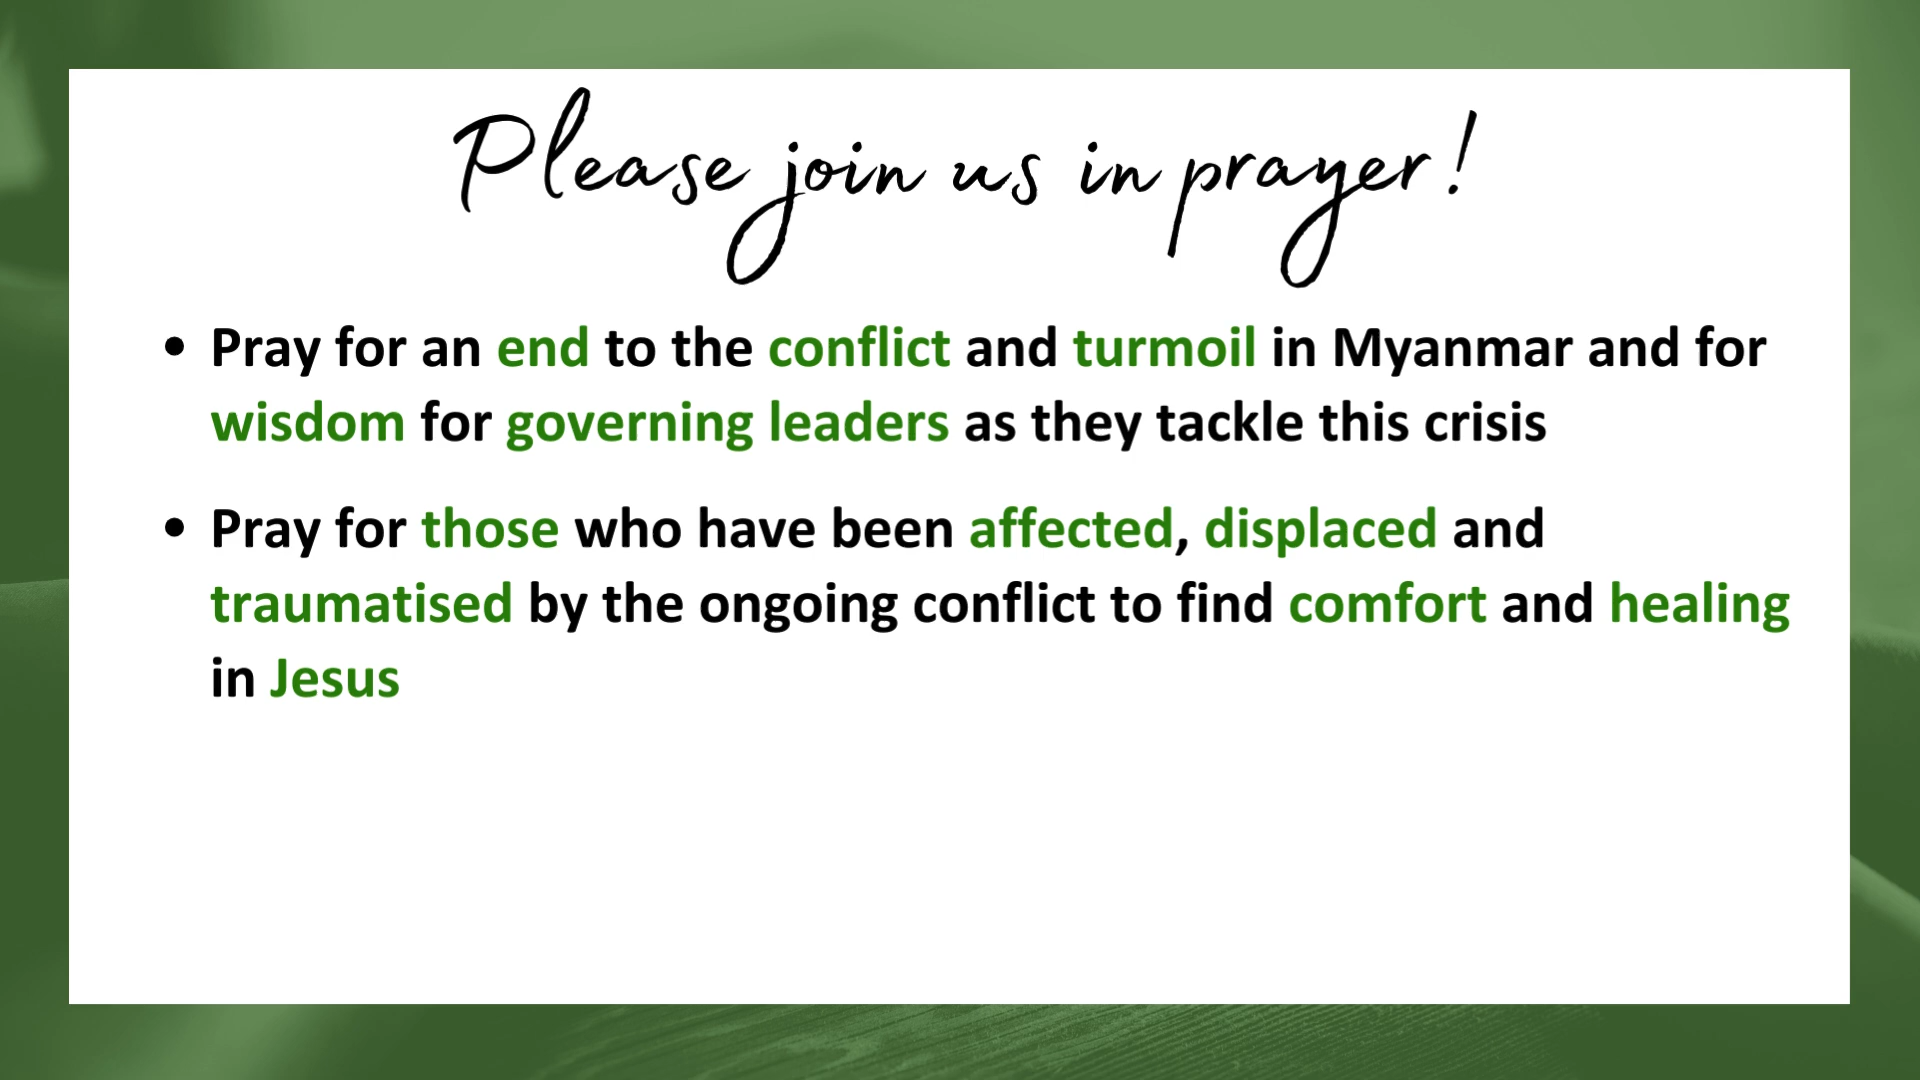 Please join us in prayer!
• Pray for an end to the conflict and turmoil in Myanmar and for
wisdom for governing leaders as they tackle this crisis
• Pray for those who have been affected, displaced and
traumatised by the ongoing conflict to find comfort and healing
in Jesus